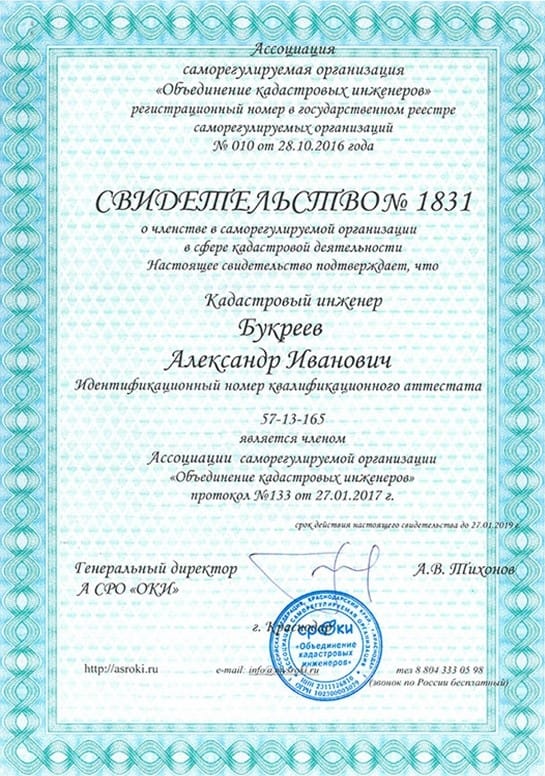 Ассоциация
саморегулируемая организация
«Объединение кадастровых инженеров»
регистрационный номер в государственном реестре
саморегулируемых организаций
№ 010 от 28.10.2016 года
СВИДЕТЕЛЬСТВО№ 1831
о членстве в саморегулируемой организации
в сфере кадастровой деятельности
Настоящее свидетельство подтверждает, что
Кадастровый инженер
Букреев
Александр Иванович
Идентификационный номер квалификационного аттестата
57-13-165
является членом
Ассоциации саморегулируемой организации
«Объединение кадастровых инженеров»
протокол №133 от 27.01.2017 г.
срок действия настоящего свидетельства до 27.01.2019 г
Генеральный директор
А.В. Тихонов
А СРО «ОКИ»
г. Краснодар
«Объединение
кадастровых
инженеров»
http://asroki.ru
e-mail: info@asroki.ru
тел 8 804 333 05 98
(звонок по России бесплатный)